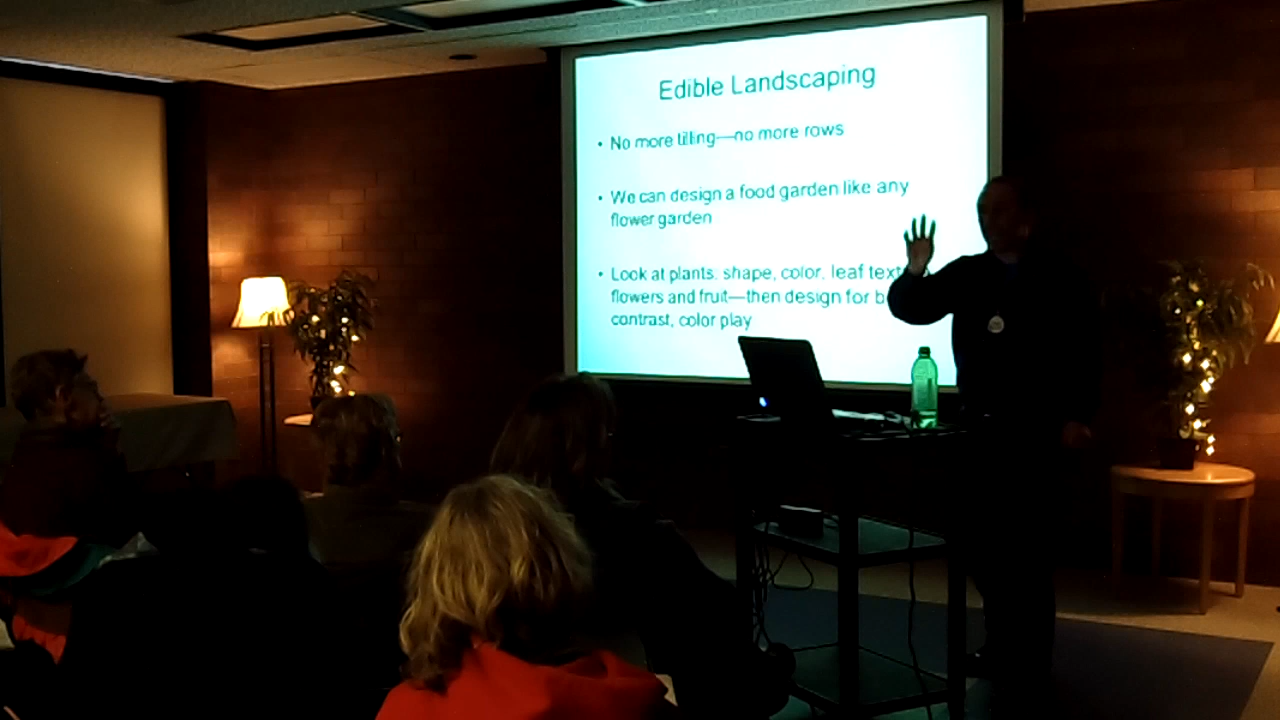 Edible Landscaping
• No more tilling—no more rows
• We can design a food garden like any
flower garden
• Look at plants, shape, color, leaf
flowers and fruit—then design for
contrast, color play